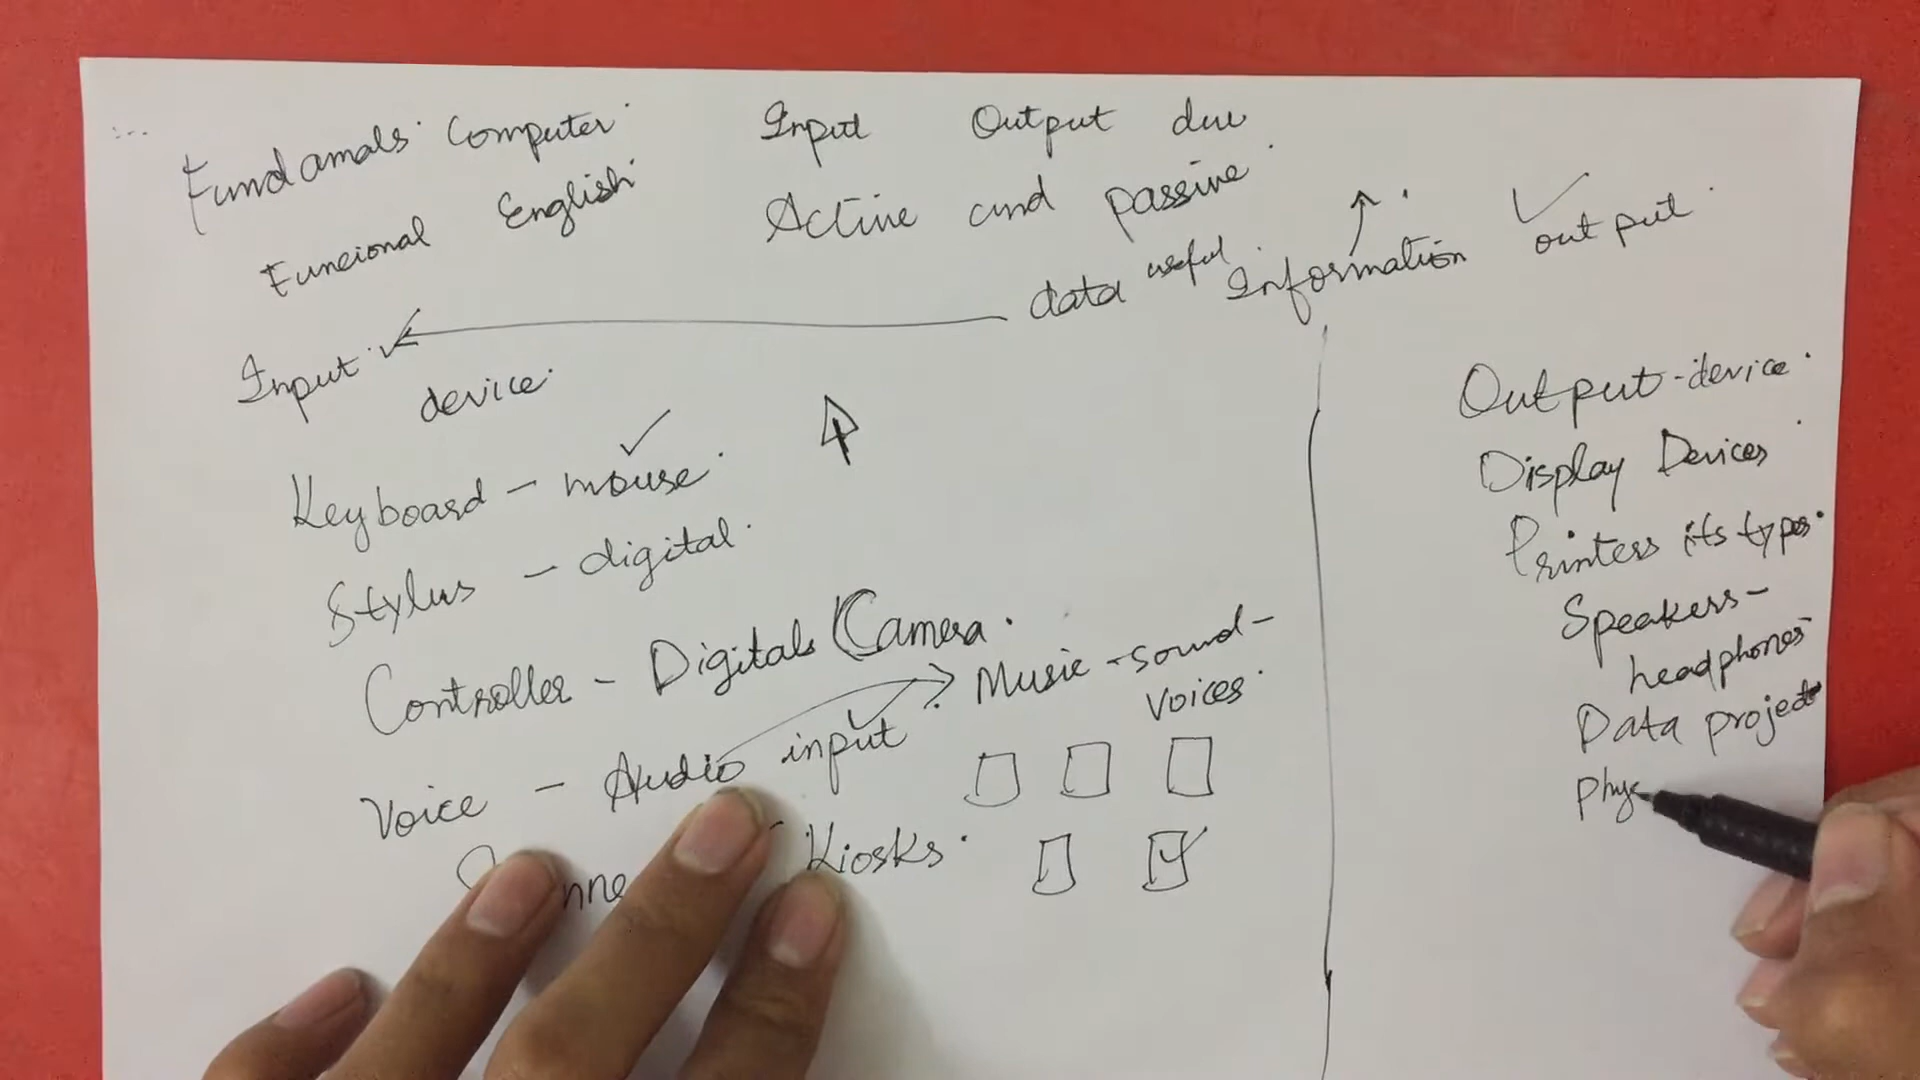 Fundamals Computer
Input Output due
Funcional English
Active and passive
data useful Information output
Input device
Keyboard - mouse
Stylus - digital
Controller - Digitals Camera
Voice - Audio input
Music - sound -
voices
Kiosks
Output-device
Display Devices
Printers its types
Speakers -
headphones
Data project
Phys